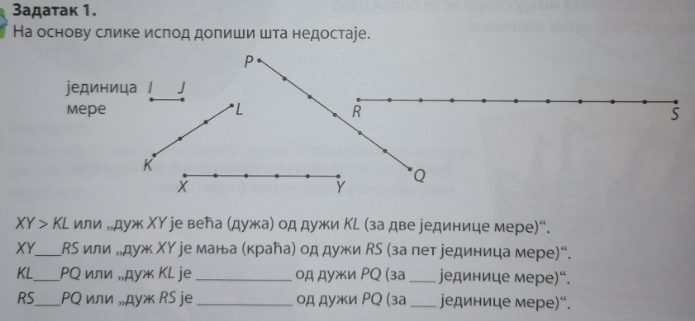 Задатак 1.
На основу слике испод допиши шта недостаје.
P
јединица I J
мере
L
R
S
K
Q
X
Y
XY > KL или „дуж XY је већа (дужа) од дужи KL (за две јединице мере)“.
XY___RS или „дуж XY је мања (краћа) од дужи RS (за пет јединица мере)“.
KL___PQ или „дуж KL је __________ од дужи PQ (за ___ јединице мере)“.
RS___PQ или „дуж RS је __________ од дужи PQ (за ___ јединице мере)“.